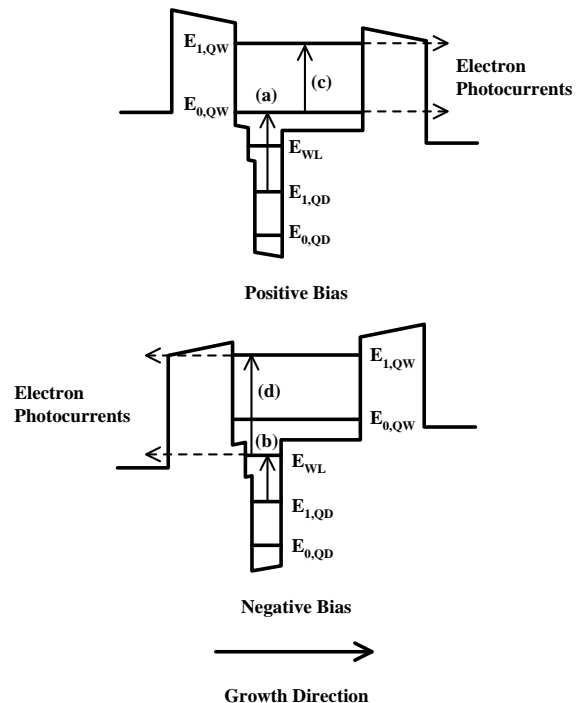 E1,QW
(a)
(c)
Electron
Photocurrents
E0,QW
EWL
E1,QD
E0,QD
Positive Bias
Electron
Photocurrents
E1,QW
(d)
E0,QW
(b)
EWL
E1,QD
E0,QD
Negative Bias
Growth Direction